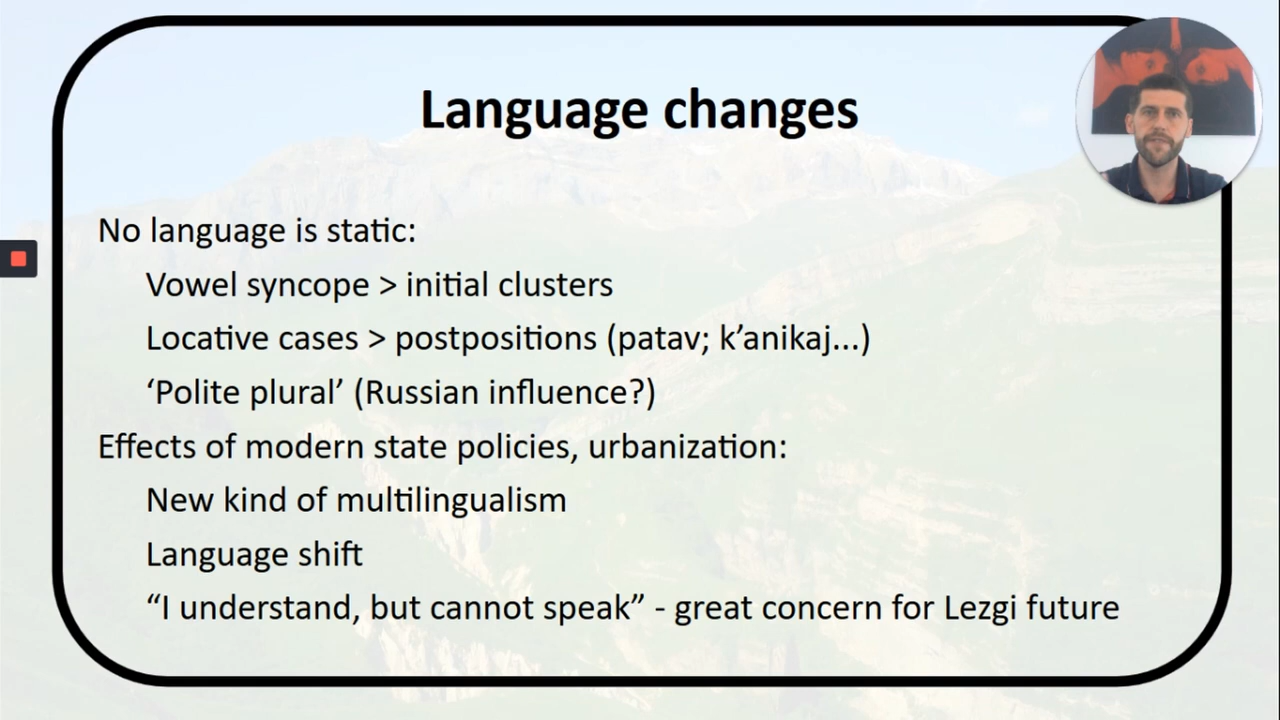 Language changes
No language is static:
Vowel syncope > initial clusters
Locative cases > postpositions (patav; k’anikaj...)
‘Polite plural’ (Russian influence?)
Effects of modern state policies, urbanization:
New kind of multilingualism
Language shift
“I understand, but cannot speak” - great concern for Lezgi future